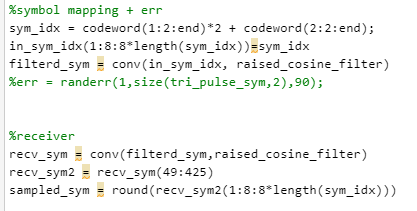 %symbol mapping + err
sym_idx = codeword(1:2:end)*2 + codeword(2:2:end);
in_sym_idx(1:8:8*length(sym_idx))=sym_idx
filterd_sym = conv(in_sym_idx, raised_cosine_filter)
%err = randerr(1,size(tri_pulse_sym,2),90);
%receiver
recv_sym = conv(filterd_sym,raised_cosine_filter)
recv_sym2 = recv_sym(49:425)
sampled_sym = round(recv_sym2(1:8:8*length(sym_idx)))